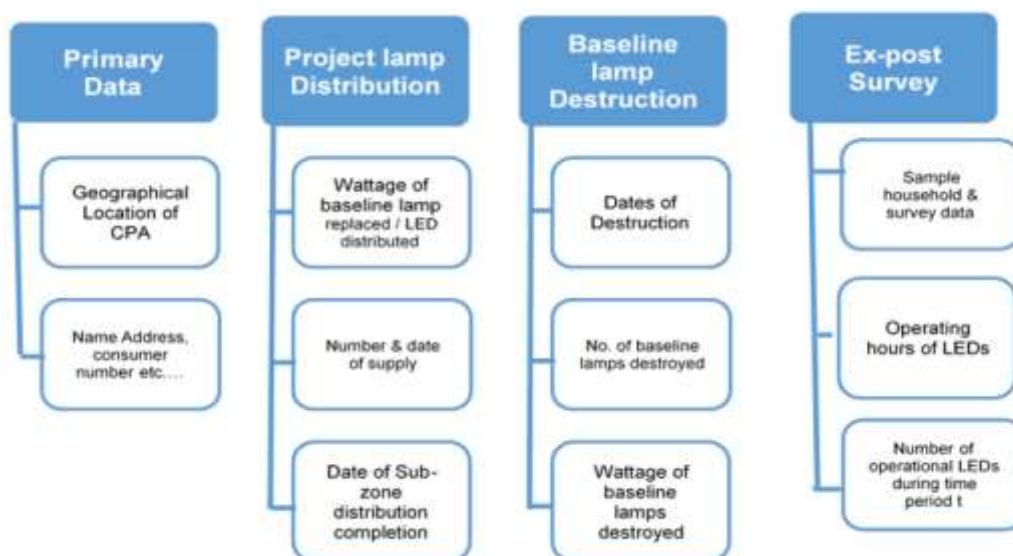 Primary
Data
Geographical
Location of
CPA
Name Address,
consumer
number etc....
Project lamp
Distribution
Wattage of
baseline lamp
replaced / LED
distributed
Number & date
of supply
Date of Sub-
zone
distribution
completion
Baseline
lamp
Destruction
Dates of
Destruction
No. of baseline
lamps destroyed
Wattage of
baseline
lamps
destroyed
Ex-post
Survey
Sample
household &
survey data
Operating
hours of LEDs
Number of
operational LEDs
during time
period t